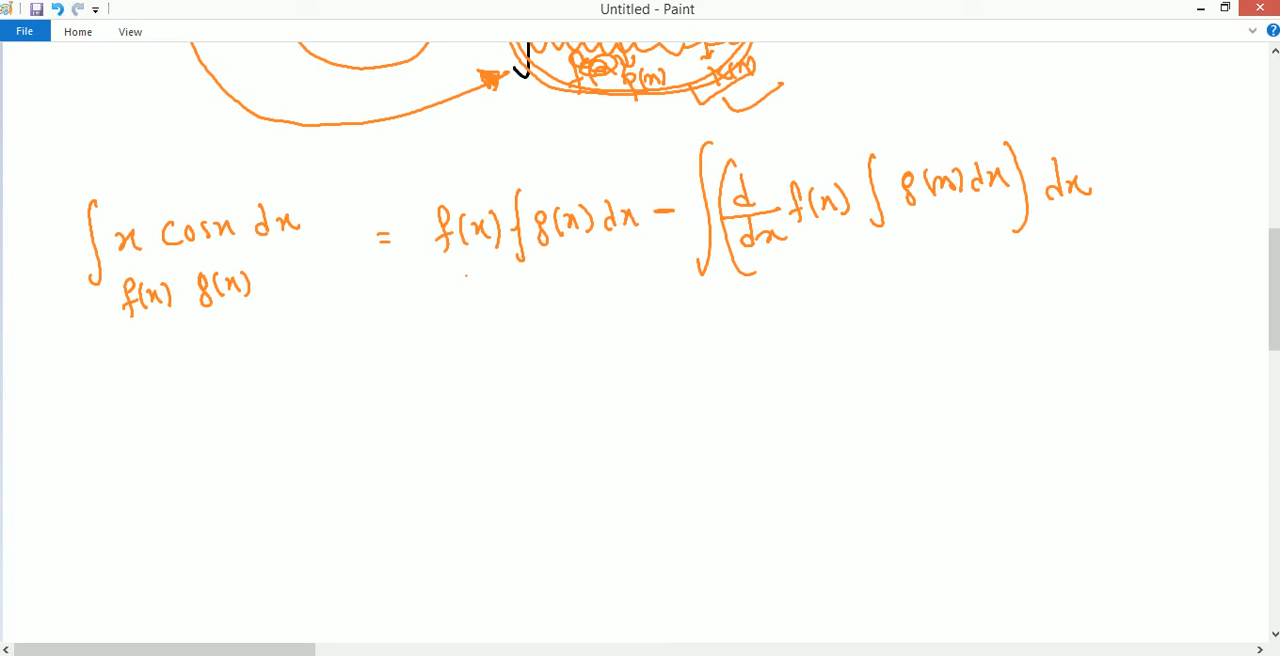 Untitled - Paint
File Home View
∫ x cosx dx = f(x) ∫ g(x) dx - ∫ ( d/dx f(x) ∫ g(x) dx ) dx
f(x) g(x)